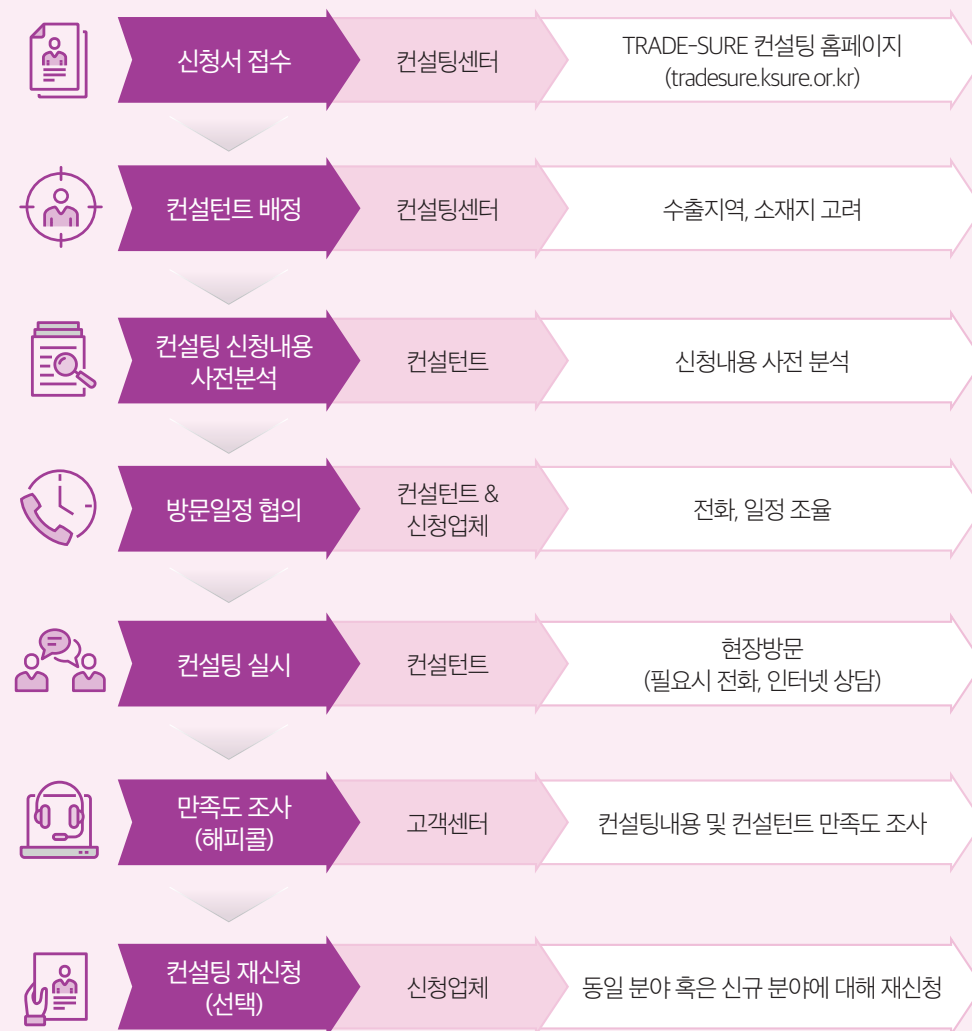 신청서 접수
컨설팅센터
TRADE-SURE 컨설팅 홈페이지
(tradesure.ksure.or.kr)
컨설턴트 배정
컨설팅센터
수출지역, 소재지 고려
컨설팅 신청내용
사전분석
컨설턴트
신청내용 사전 분석
방문일정 협의
컨설턴트 &
신청업체
전화, 일정 조율
컨설팅 실시
컨설턴트
현장방문
(필요시 전화, 인터넷 상담)
만족도 조사
(해피콜)
고객센터
컨설팅내용 및 컨설턴트 만족도 조사
컨설팅 재신청
(선택)
신청업체
동일 분야 혹은 신규 분야에 대해 재신청